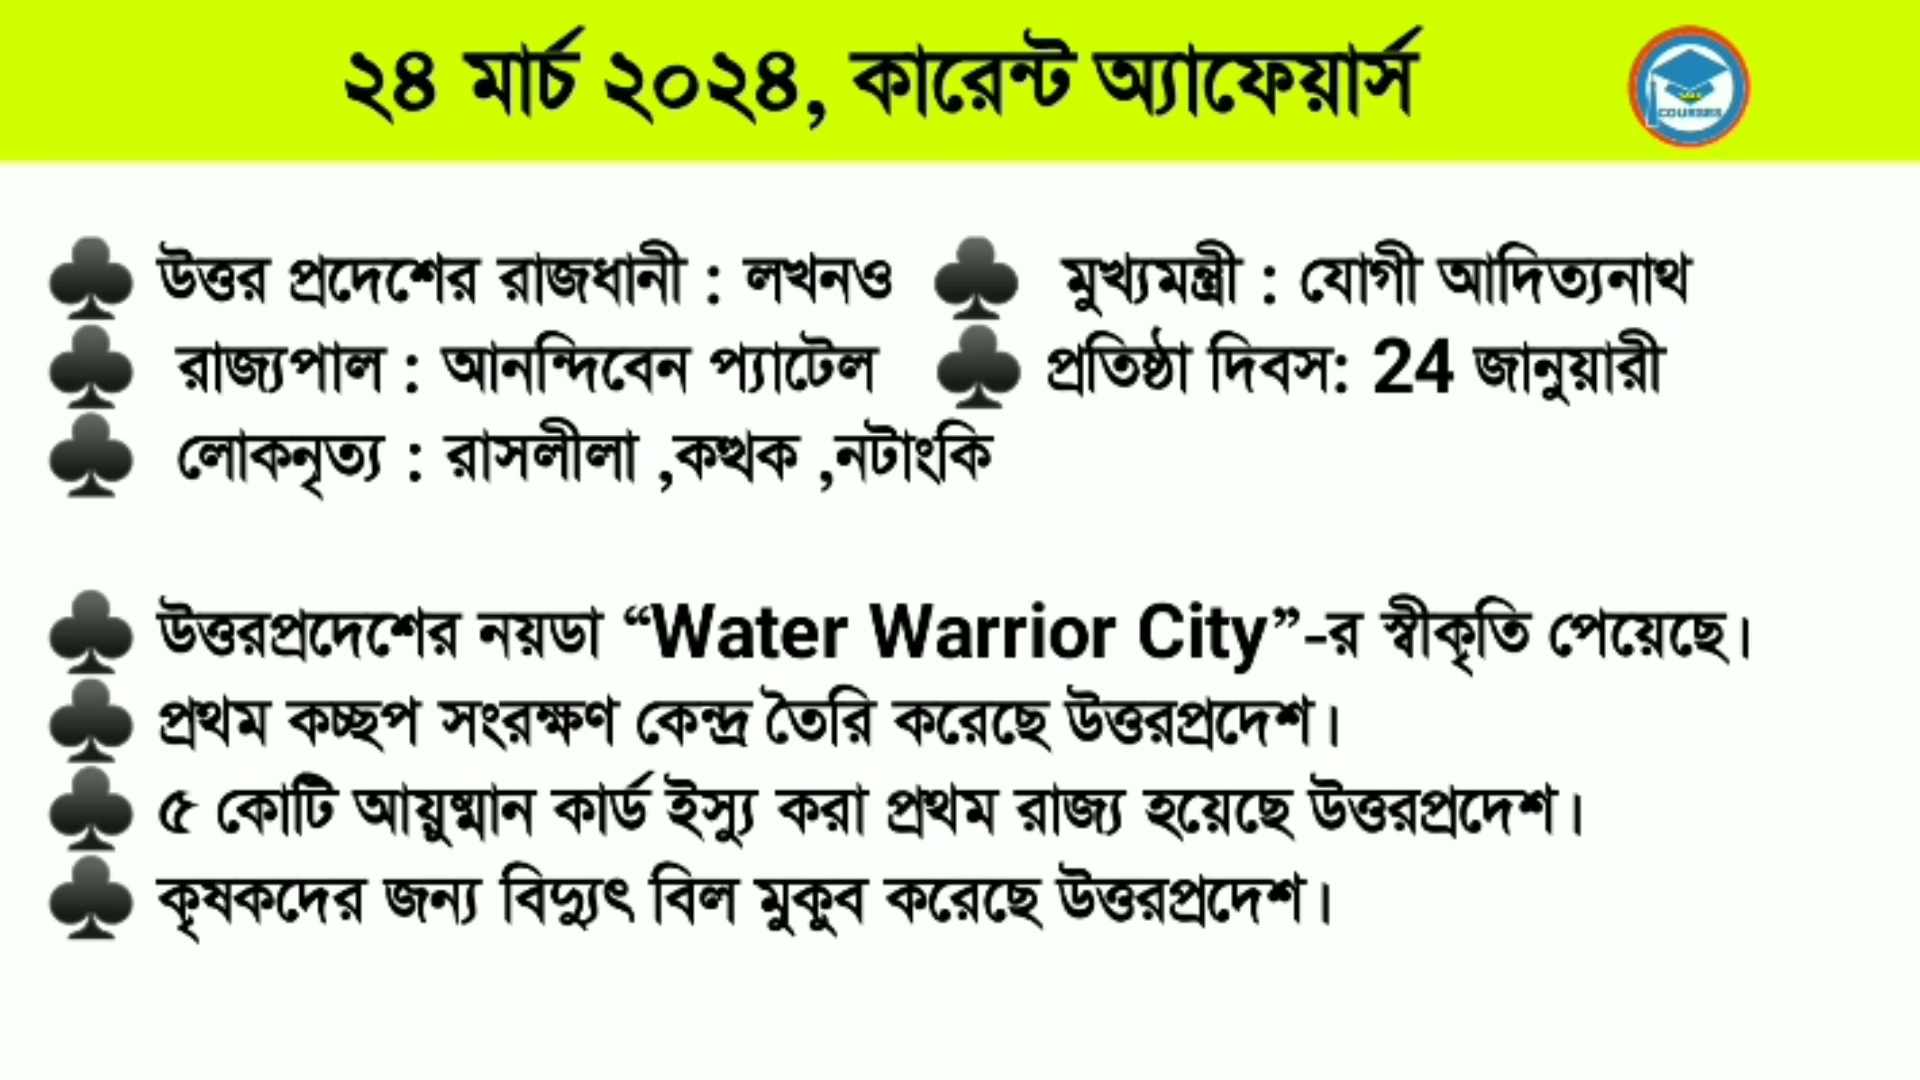 ২৪ মার্চ ২০২৪, কারেন্ট অ্যাফেয়ার্স
COURSES
♣ উত্তর প্রদেশের রাজধানী : লখনও ♣ মুখ্যমন্ত্রী : যোগী আদিত্যনাথ
♣ রাজ্যপাল : আনন্দিবেন প্যাটেল ♣ প্রতিষ্ঠা দিবস: 24 জানুয়ারী
♣ লোকনৃত্য : রাসলীলা ,কত্থক ,নটাংকি
♣ উত্তরপ্রদেশের নয়ডা “Water Warrior City”-র স্বীকৃতি পেয়েছে।
♣ প্রথম কচ্ছপ সংরক্ষণ কেন্দ্র তৈরি করেছে উত্তরপ্রদেশ।
♣ ৫ কোটি আয়ুষ্মান কার্ড ইস্যু করা প্রথম রাজ্য হয়েছে উত্তরপ্রদেশ।
♣ কৃষকদের জন্য বিদ্যুৎ বিল মুকুব করেছে উত্তরপ্রদেশ।